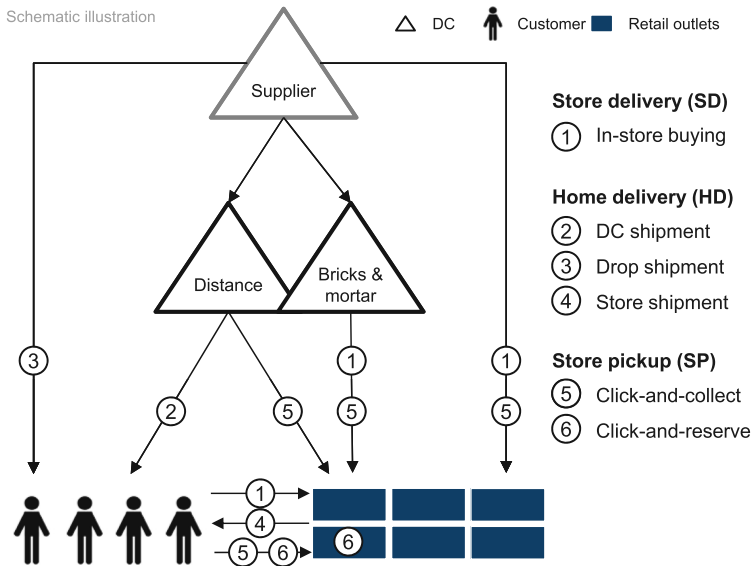 Schematic illustration
DC
Customer
Retail outlets
Supplier
Store delivery (SD)
1 In-store buying
Home delivery (HD)
2 DC shipment
3 Drop shipment
4 Store shipment
Store pickup (SP)
5 Click-and-collect
6 Click-and-reserve
Distance
Bricks &
mortar
3
1
1
2
5
5
5
1
4
5 6
6